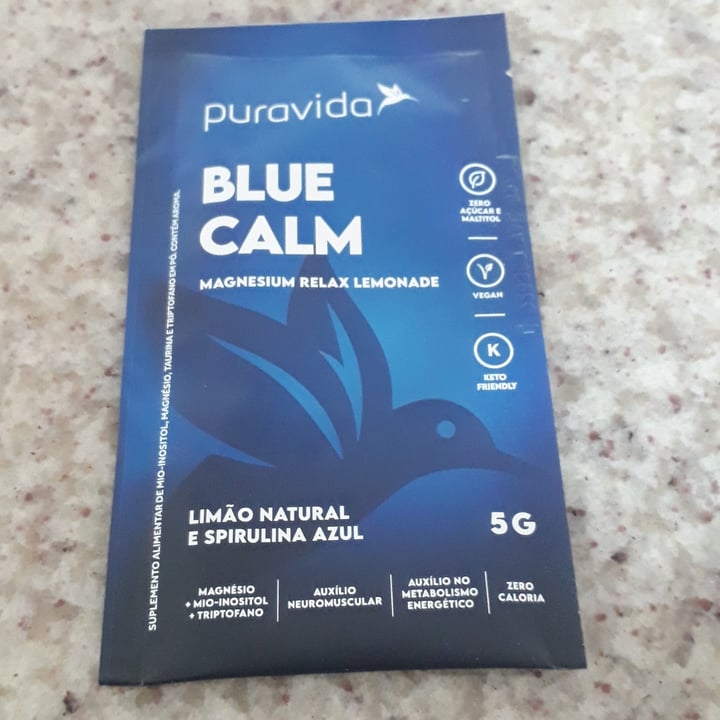 puravida
BLUE
CALM
MAGNESIUM RELAX LEMONADE
ZERO
AÇÚCAR E
MALTITOL
VEGAN
K
KETO
FRIENDLY
SUPLEMENTO ALIMENTAR DE MIO-INOSITOL, MAGNÉSIO, TAURINA E TRIPTOFANO EM PÓ. CONTÉM AROMA.
LIMÃO NATURAL
E SPIRULINA AZUL
5 G
MAGNÉSIO
+ MIO-INOSITOL
+ TRIPTOFANO
AUXÍLIO
NEUROMUSCULAR
AUXÍLIO NO
METABOLISMO
ENERGÉTICO
ZERO
CALORIA